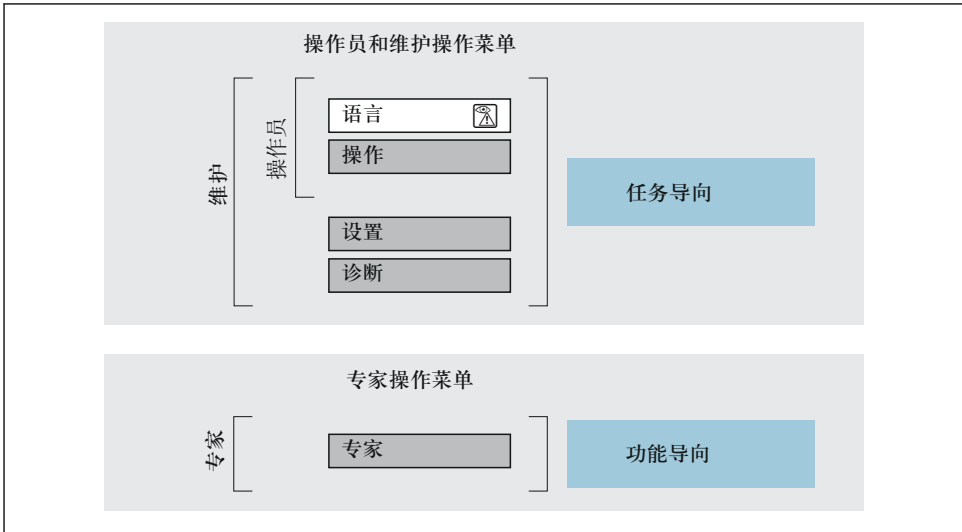 操作员和维护操作菜单
维护
操作员
语言
操作
设置
诊断
任务导向
专家操作菜单
专家
专家
功能导向